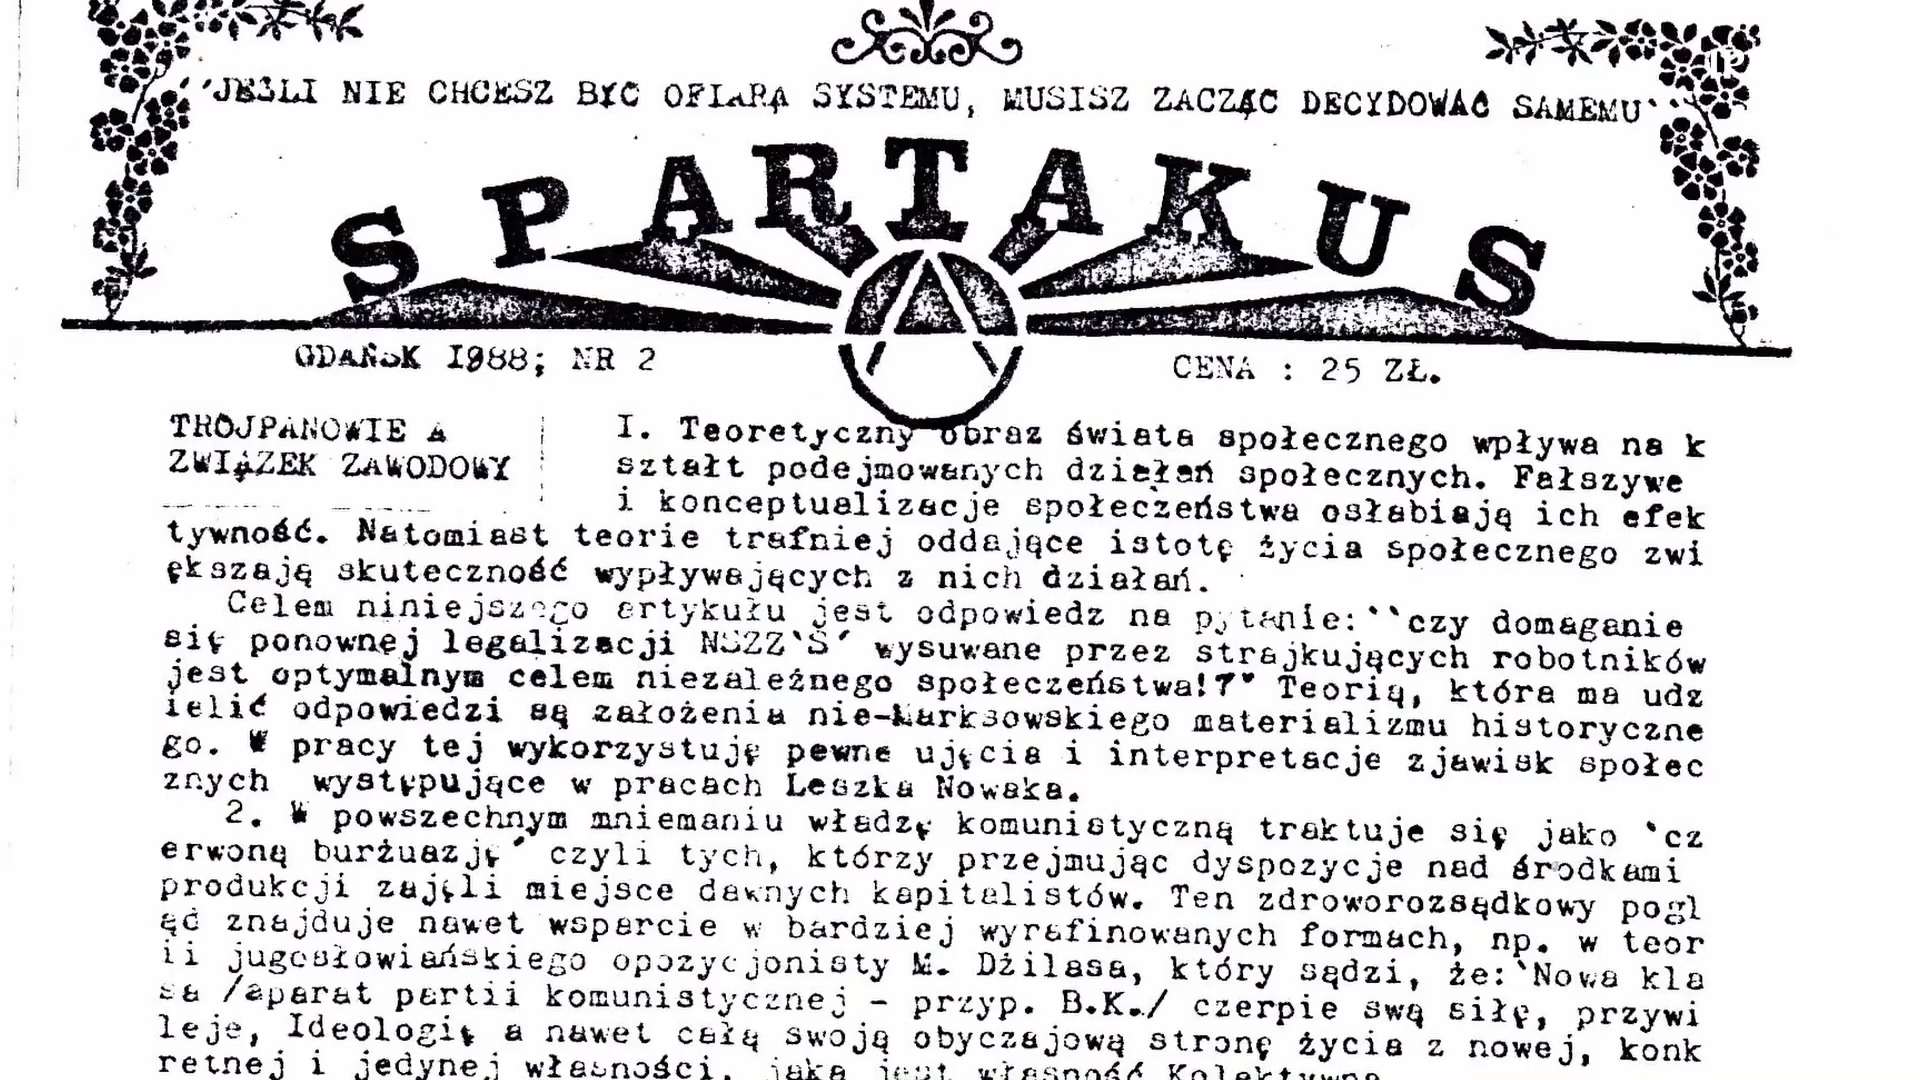 ''JEŚLI NIE CHCESZ BYĆ OFIARĄ SYSTEMU, MUSISZ ZACZĄĆ DECYDOWAĆ SAMEMU''
SPARTAKUS
GDAŃSK I988; NR 2
CENA : 25 ZŁ.
TRÓJPANOWIE A
ZWIĄZEK ZAWODOWY
I. Teoretyczny obraz świata społecznego wpływa na k
ształt podejmowanych działań społecznych. Fałszywe
i konceptualizacje społeczeństwa osłabiają ich efek
tywność. Natomiast teorie trafniej oddające istotę życia społecznego zwi
ększają skuteczność wypływających z nich działań.
Celem niniejszego artykułu jest odpowiedz na pytanie:``czy domaganie
się ponownej legalizacji NSZZ`S´ wysuwane przez strajkujących robotników
jest optymalnym celem niezależnego społeczeństwa!?" Teorią, która ma udz
ielić odpowiedzi są założenia nie-Marksowskiego materializmu historyczne
go. W pracy tej wykorzystuję pewne ujęcia i interpretacje zjawisk społec
znych występujące w pracach Leszka Nowaka.
2. W powszechnym mniemaniu władzę komunistyczną traktuje się jako `cz
erwoną burżuazję´ czyli tych, którzy przejmując dyspozycje nad środkami
produkcji zajęli miejsce dawnych kapitalistów. Ten zdroworozsądkowy pogl
ąd znajduje nawet wsparcie w bardziej wyrafinowanych formach, np. w teor
ii jugosłowiańskiego opozycjonisty M. Dżilasa, który sądzi, że:`Nowa kla
sa /aparat partii komunistycznej - przyp. B.K./ czerpie swą siłę, przywi
leje, Ideologię a nawet całą swoją obyczajową stronę życia z nowej, konk
retnej i jedynej własności, jaką jest własność Kolektywna